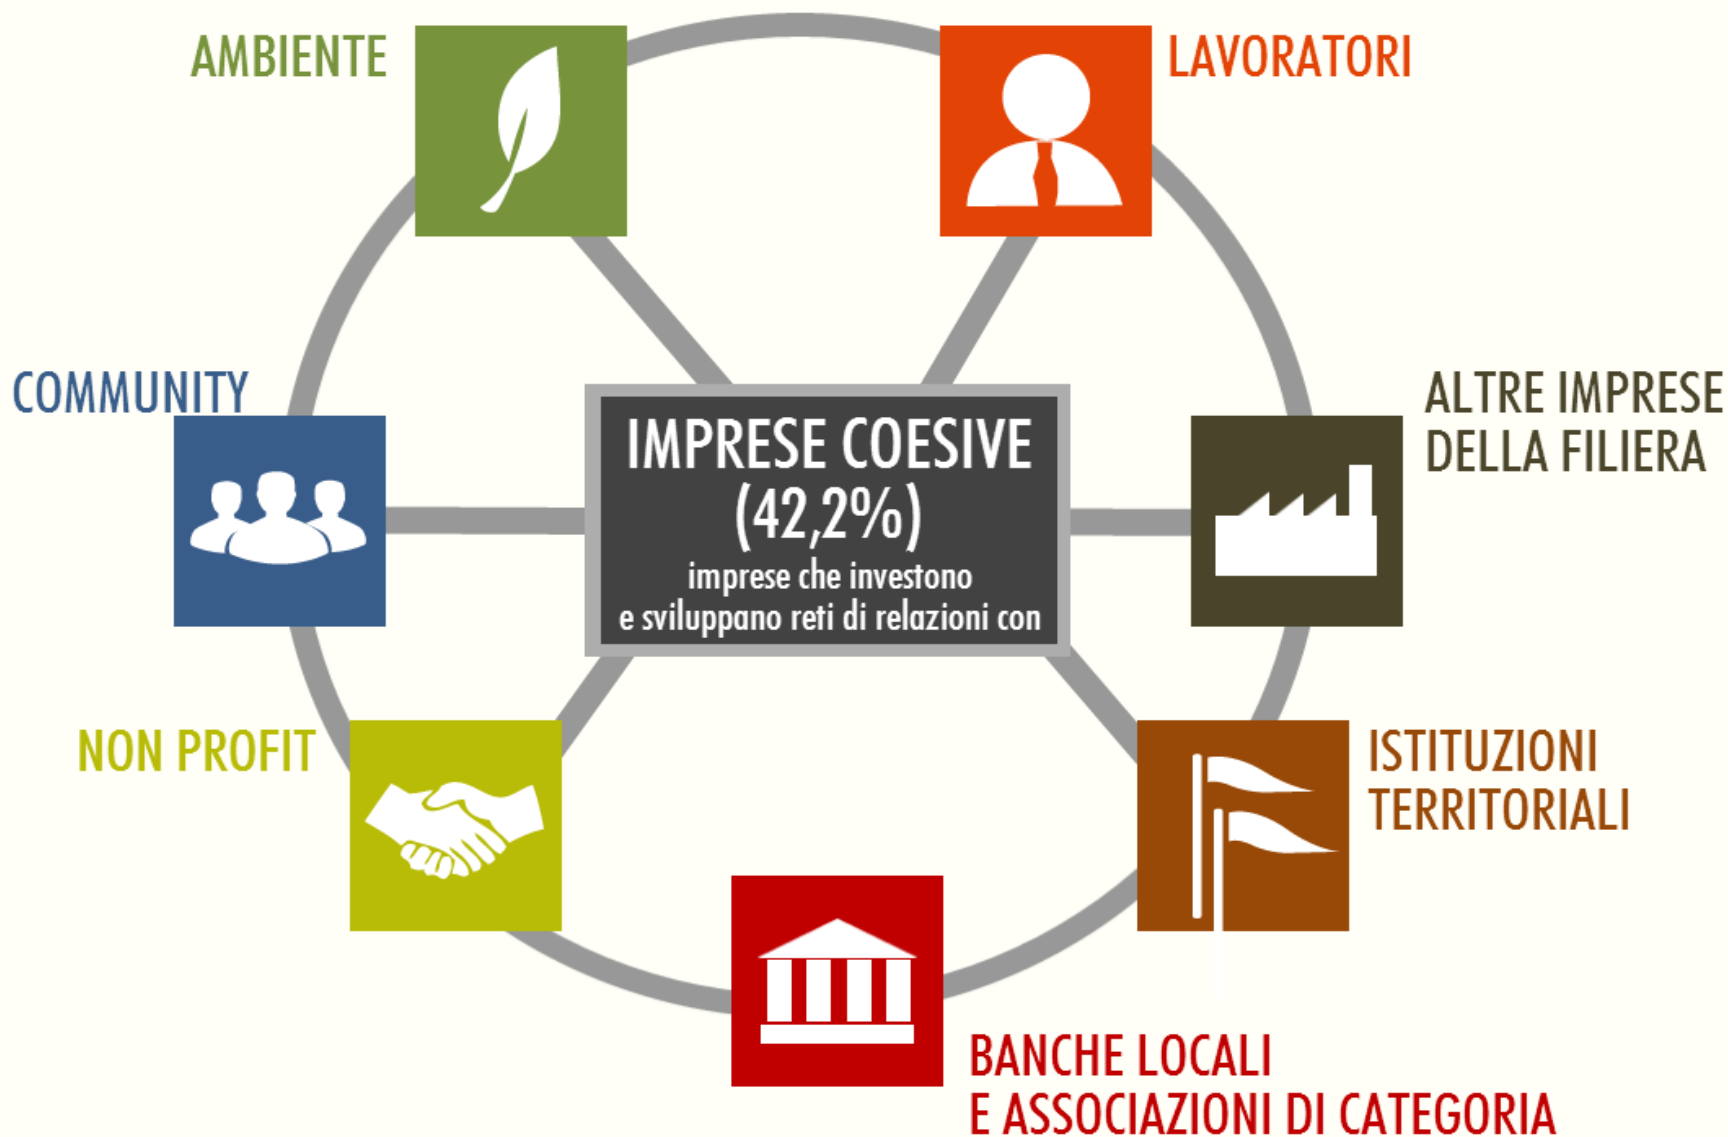 AMBIENTE
LAVORATORI
COMMUNITY
ALTRE IMPRESE
DELLA FILIERA
IMPRESE COESIVE
(42,2%)
imprese che investono
e sviluppano reti di relazioni con
NON PROFIT
ISTITUZIONI
TERRITORIALI
BANCHE LOCALI
E ASSOCIAZIONI DI CATEGORIA